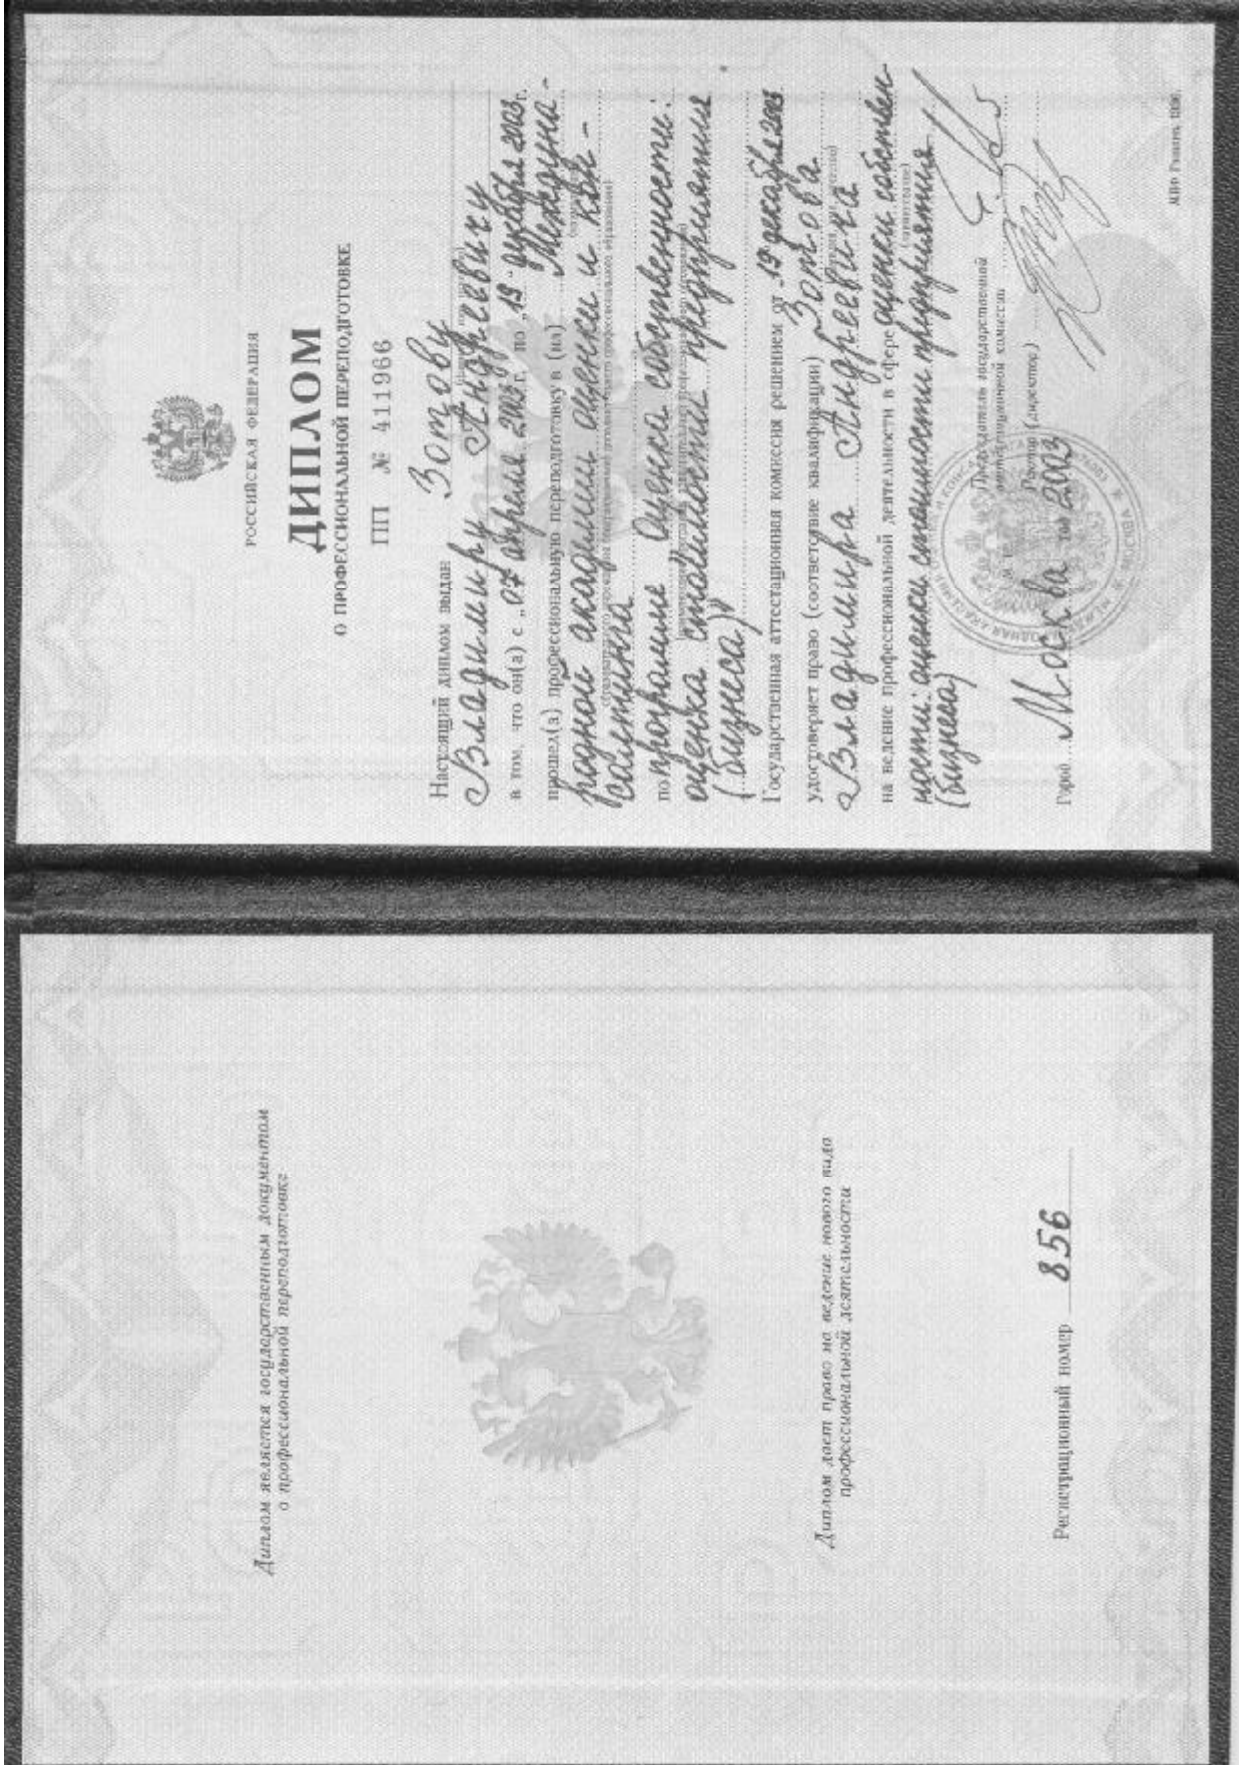 Диплом является государственным документом
о профессиональной переподготовке
Диплом дает право на ведение нового вида
профессиональной деятельности
Регистрационный номер 856
РОССИЙСКАЯ ФЕДЕРАЦИЯ
ДИПЛОМ
О ПРОФЕССИОНАЛЬНОЙ ПЕРЕПОДГОТОВКЕ
ПП № 411966
Настоящий диплом выдан Зотову
Владимиру Андреевичу
в том, что он(а) с „07" апреля 2003 г. по „19" декабря 2003 г.
прошел(а) профессиональную переподготовку в (на) Междуна-
родной академии оценки и кон-
салтинга
по программе Оценка собственности:
оценка стоимости предприятия
(бизнеса)
Государственная аттестационная комиссия решением от „19 декабря 2003
удостоверяет право (соответствие квалификации) Зотова
Владимира Андреевича
на ведение профессиональной деятельности в сфере оценки собствен-
ности: оценки стоимости предприятия
(бизнеса)
Председатель государственной
аттестационной комиссии
Ректор (директор)
Город Москва год 2003